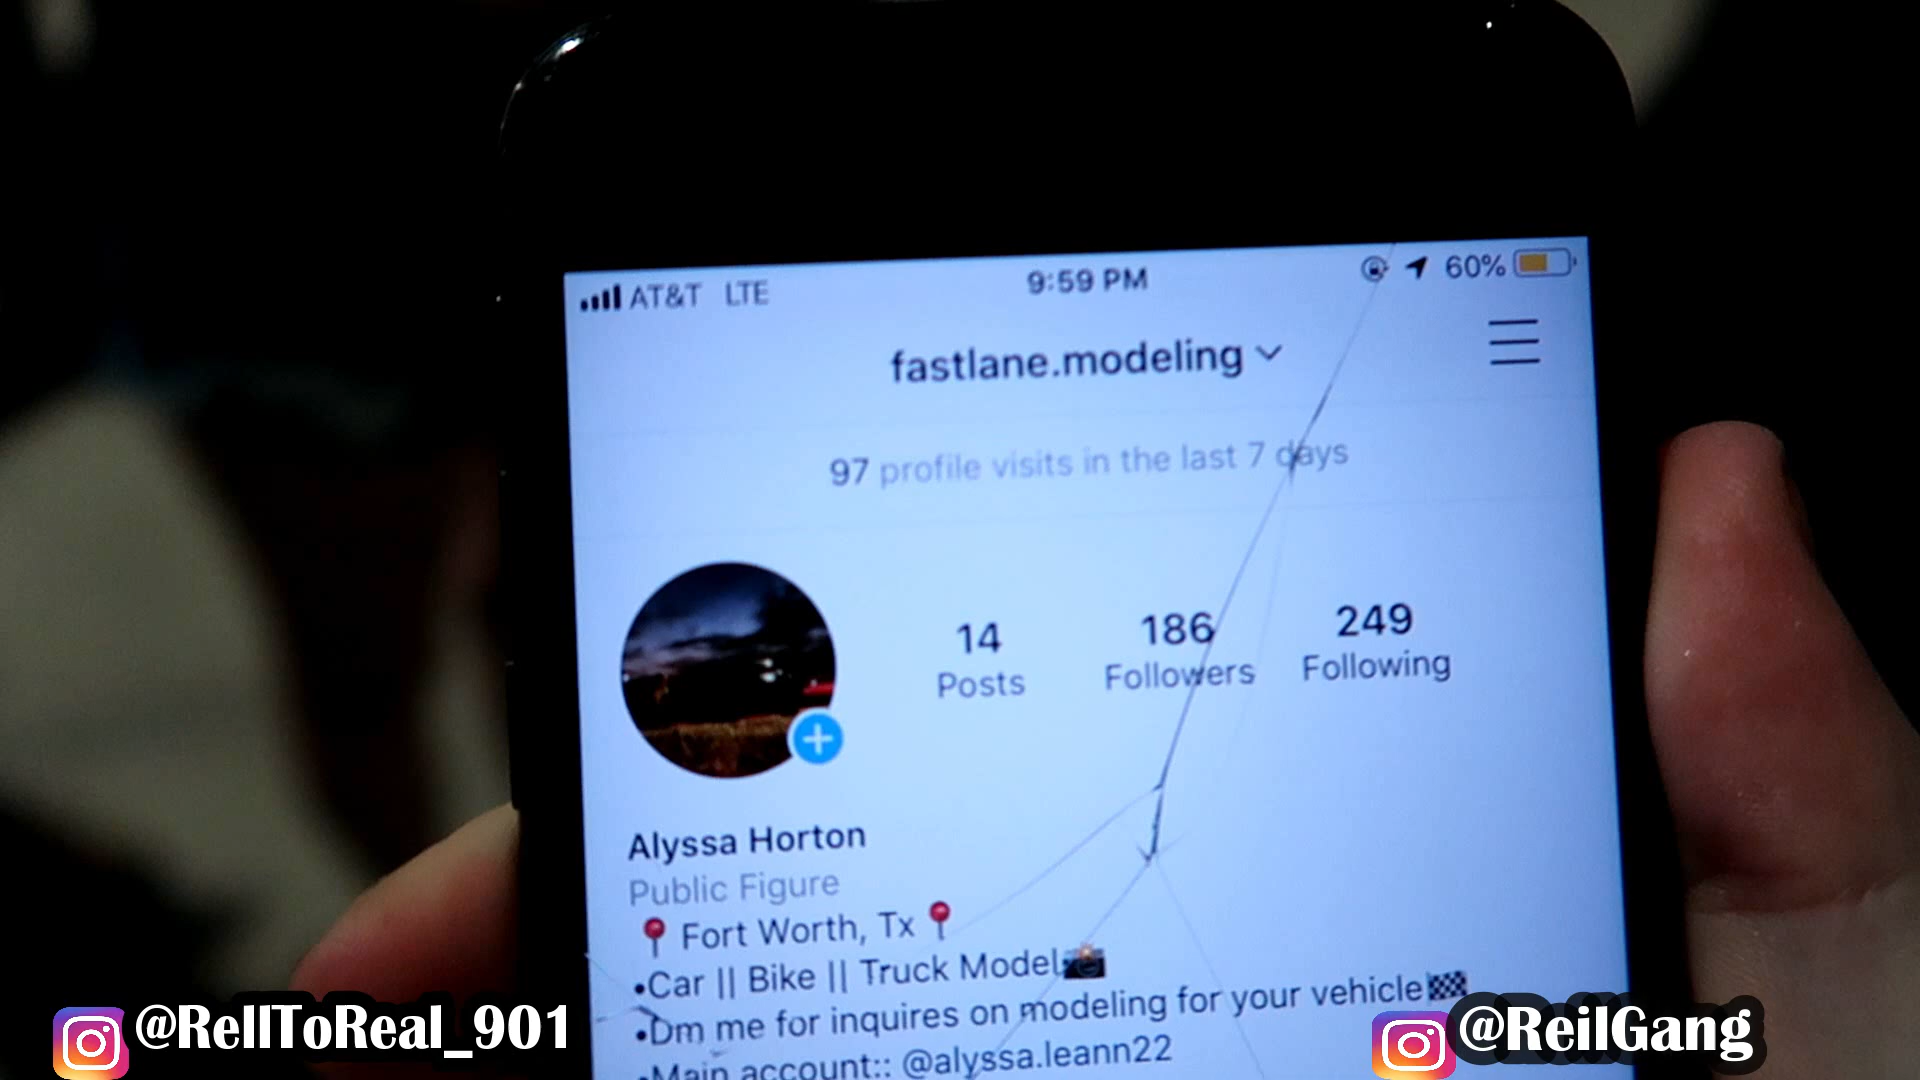 AT&T LTE 9:59 PM 60%
fastlane.modeling
97 profile visits in the last 7 days
14 186 249
Posts Followers Following
Alyssa Horton
Public Figure
📍 Fort Worth, Tx 📍
•Car || Bike || Truck Model📸
•Dm me for inquires on modeling for your vehicle🏁
•Main account:: @alyssa.leann22
@RellToReal_901
@ReilGang